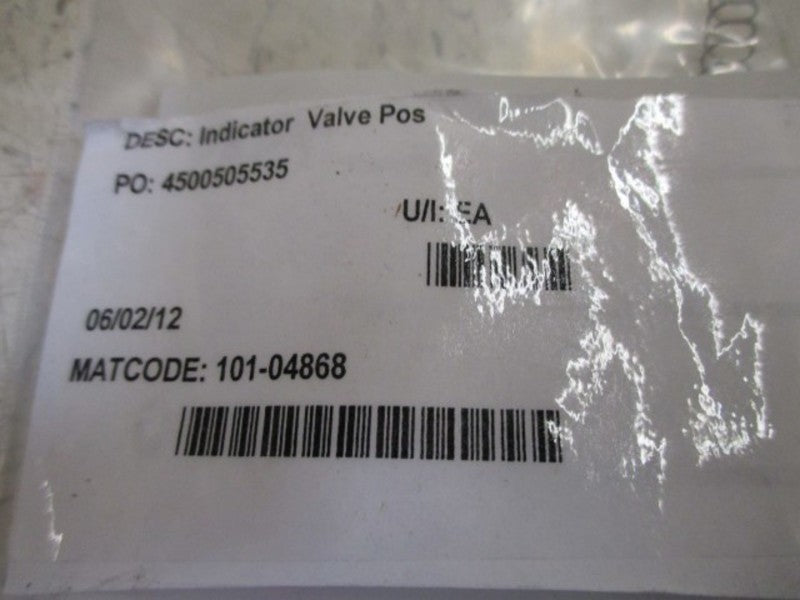 DESC: Indicator Valve Pos
PO: 4500505535
U/I: EA
06/02/12
MATCODE: 101-04868